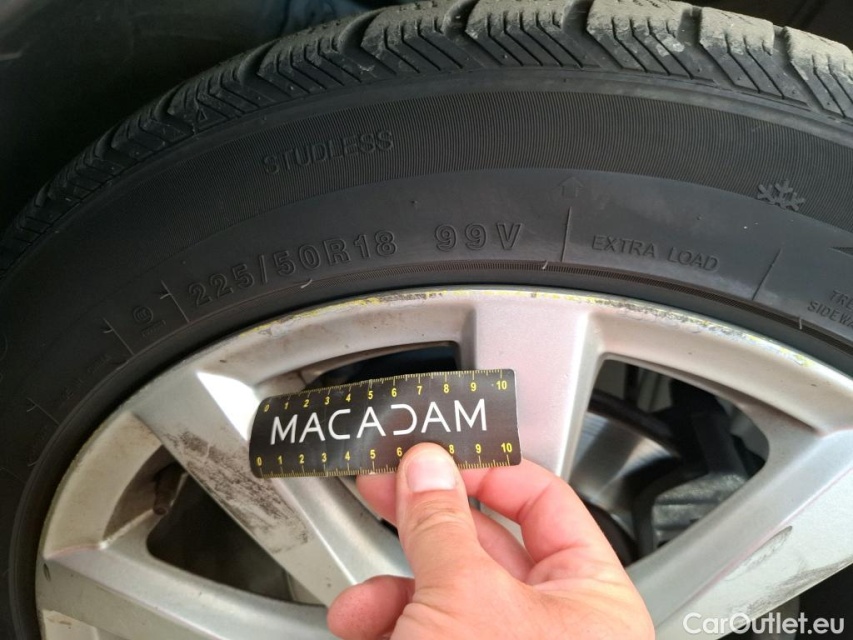 STUDLESS
225/50R18 99V
EXTRA LOAD
0 1 2 3 4 5 6 7 8 9 10
MACADAM
0 1 2 3 4 5 6 8 9 10
CarOutlet.eu